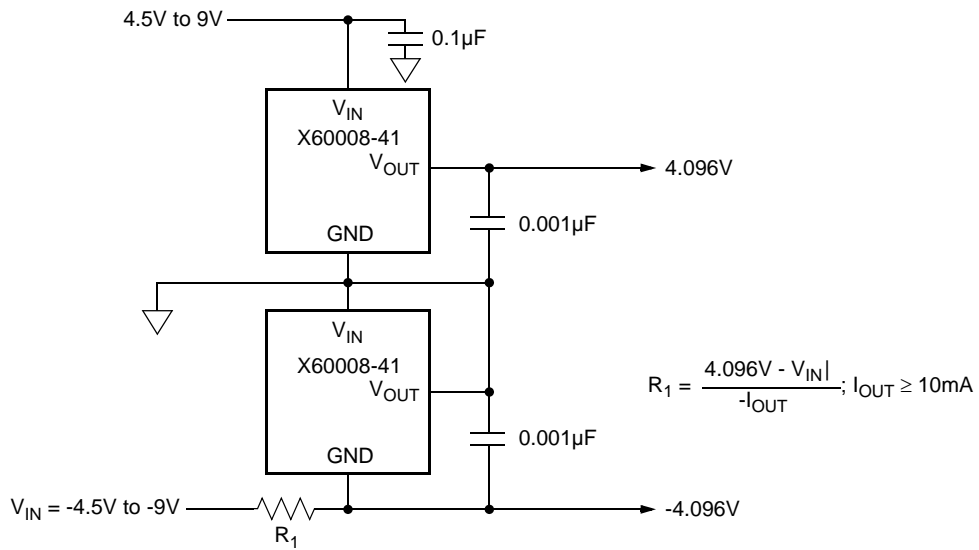 4.5V to 9V
0.1µF
V_IN
X60008-41
V_OUT
4.096V
0.001µF
GND
V_IN
X60008-41
V_OUT
R_1 = 4.096V - V_IN| / -I_OUT ; I_OUT ≥ 10mA
0.001µF
GND
V_IN = -4.5V to -9V
R_1
-4.096V